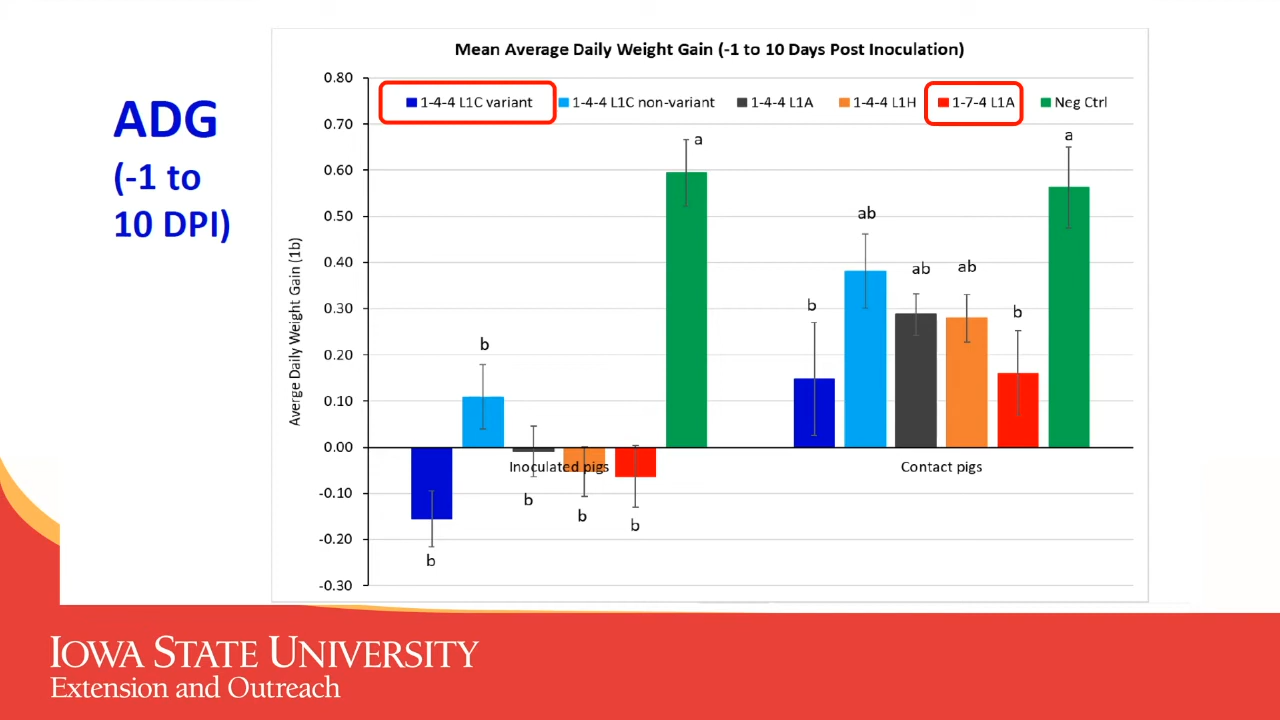 ADG
(-1 to
10 DPI)
Mean Average Daily Weight Gain (-1 to 10 Days Post Inoculation)
1-4-4 L1C variant 1-4-4 L1C non-variant 1-4-4 L1A 1-4-4 L1H 1-7-4 L1A Neg Ctrl
Averge Daily Weight Gain (1b)
0.80
0.70
0.60
0.50
0.40
0.30
0.20
0.10
0.00
-0.10
-0.20
-0.30
b
b
b
b
b
a
Inoculated pigs
b
ab
ab
ab
b
a
Contact pigs
IOWA STATE UNIVERSITY
Extension and Outreach